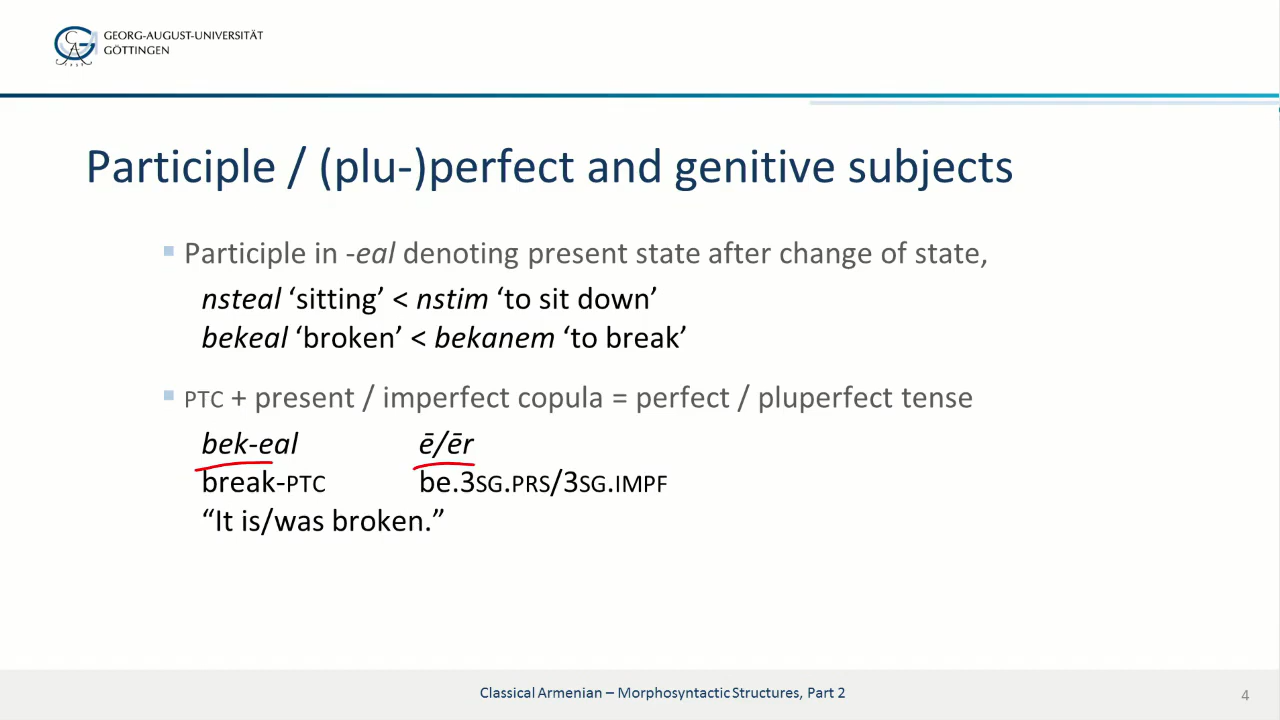 GEORG-AUGUST-UNIVERSITÄT
GÖTTINGEN
Participle / (plu-)perfect and genitive subjects
Participle in -eal denoting present state after change of state,
nsteal ‘sitting’ < nstim ‘to sit down’
bekeal ‘broken’ < bekanem ‘to break’
PTC + present / imperfect copula = perfect / pluperfect tense
bek-eal ē/ēr
break-PTC be.3SG.PRS/3SG.IMPF
“It is/was broken.”
Classical Armenian – Morphosyntactic Structures, Part 2
4